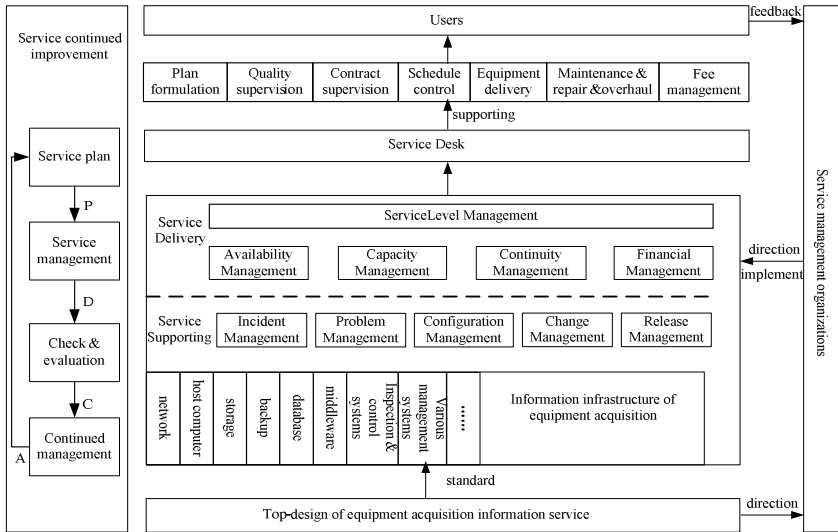 Service continued
improvement
Service plan
P
Service
management
D
Check &
evaluation
C
Continued
management
A
Users
feedback
Plan
formulation
Quality
supervision
Contract
supervision
Schedule
control
Equipment
delivery
Maintenance &
repair &overhaul
Fee
management
supporting
Service Desk
Service
Delivery
ServiceLevel Management
Availability
Management
Capacity
Management
Continuity
Management
Financial
Management
Service
Supporting
Incident
Management
Problem
Management
Configuration
Management
Change
Management
Release
Management
network
host computer
storage
backup
database
middleware
Inspection &
control
systems
Various
management
systems
......
Information infrastructure of
equipment acquisition
standard
Top-design of equipment acquisition information service
direction
direction
implement
Service management organizations